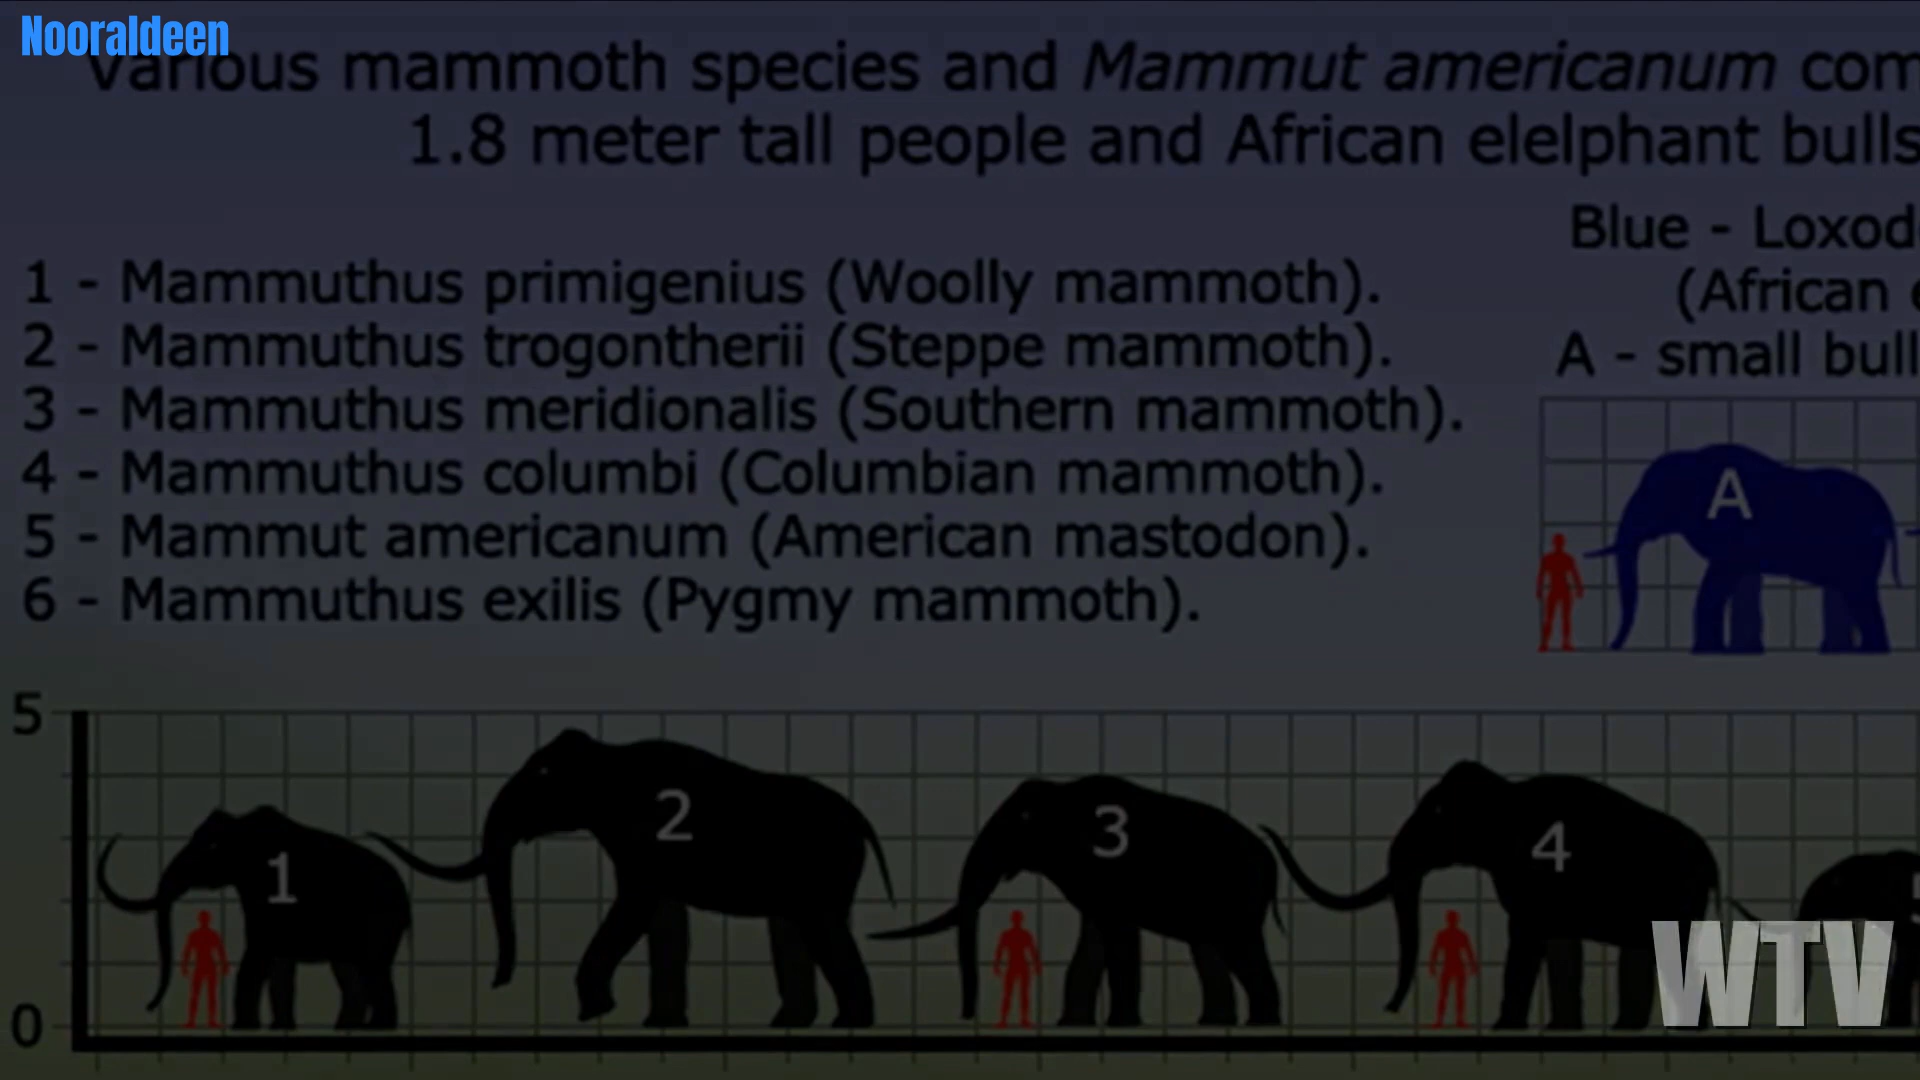 Nooraldeen
Various mammoth species and Mammut americanum com
1.8 meter tall people and African elelphant bulls
Blue - Loxod
(African
A - small bull
1 - Mammuthus primigenius (Woolly mammoth).
2 - Mammuthus trogontherii (Steppe mammoth).
3 - Mammuthus meridionalis (Southern mammoth).
4 - Mammuthus columbi (Columbian mammoth).
5 - Mammut americanum (American mastodon).
6 - Mammuthus exilis (Pygmy mammoth).
A
5
1
2
3
4
0
WTV